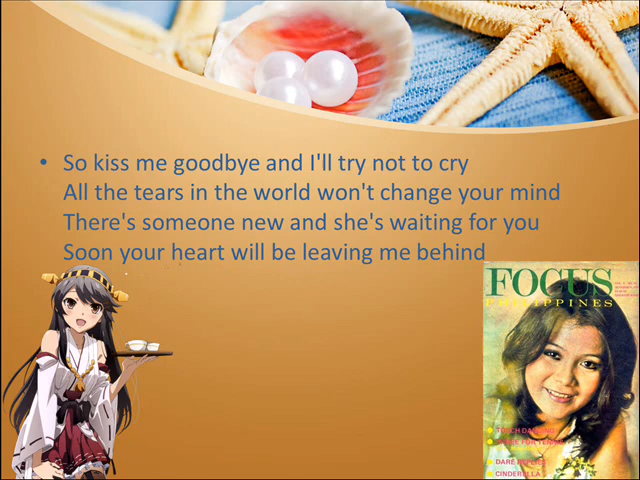 • So kiss me goodbye and I'll try not to cry
All the tears in the world won't change your mind
There's someone new and she's waiting for you
Soon your heart will be leaving me behind
FOCUS
PHILIPPINES
CINDERELLA